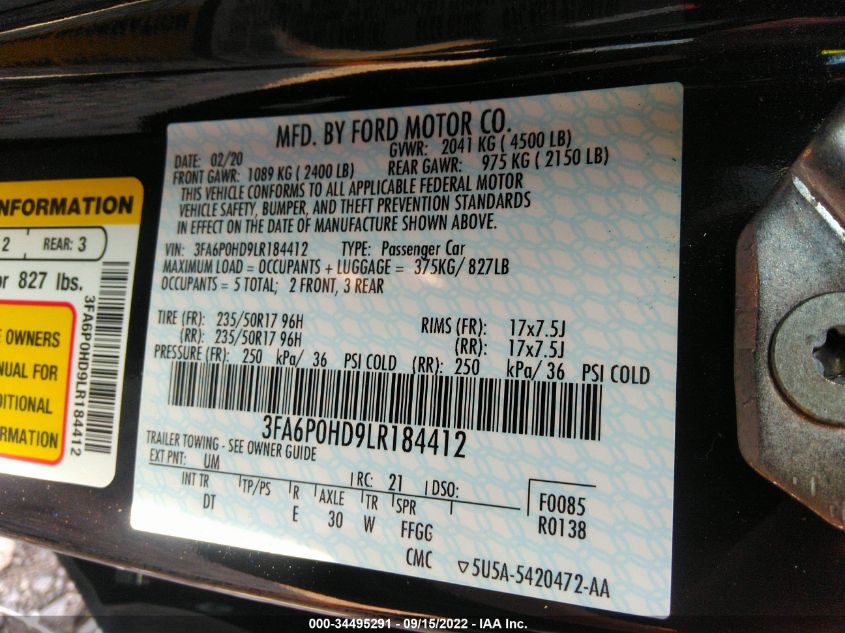 MFD. BY FORD MOTOR CO.
DATE: 02/20 GVWR: 2041 KG ( 4500 LB)
FRONT GAWR: 1089 KG ( 2400 LB) REAR GAWR: 975 KG ( 2150 LB)
THIS VEHICLE CONFORMS TO ALL APPLICABLE FEDERAL MOTOR
VEHICLE SAFETY, BUMPER, AND THEFT PREVENTION STANDARDS
IN EFFECT ON THE DATE OF MANUFACTURE SHOWN ABOVE.
VIN: 3FA6P0HD9LR184412 TYPE: Passenger Car
MAXIMUM LOAD = OCCUPANTS + LUGGAGE = 375KG/ 827LB
OCCUPANTS = 5 TOTAL; 2 FRONT, 3 REAR
TIRE (FR): 235/50R17 96H RIMS (FR): 17x7.5J
(RR): 235/50R17 96H (RR): 17x7.5J
PRESSURE (FR): 250 kPa/ 36 PSI COLD (RR): 250 kPa/ 36 PSI COLD
3FA6P0HD9LR184412
TRAILER TOWING - SEE OWNER GUIDE
EXT PNT: UM RC: 21 DSO:
INT TR TP/PS R AXLE TR SPR F0085
DT E 30 W FFGG R0138
CMC ▽5U5A-5420472-AA
INFORMATION
2 REAR: 3
or 827 lbs.
OWNERS
ANUAL FOR
DITIONAL
FORMATION
3FA6P0HD9LR184412
000-34495291 - 09/15/2022 - IAA Inc.